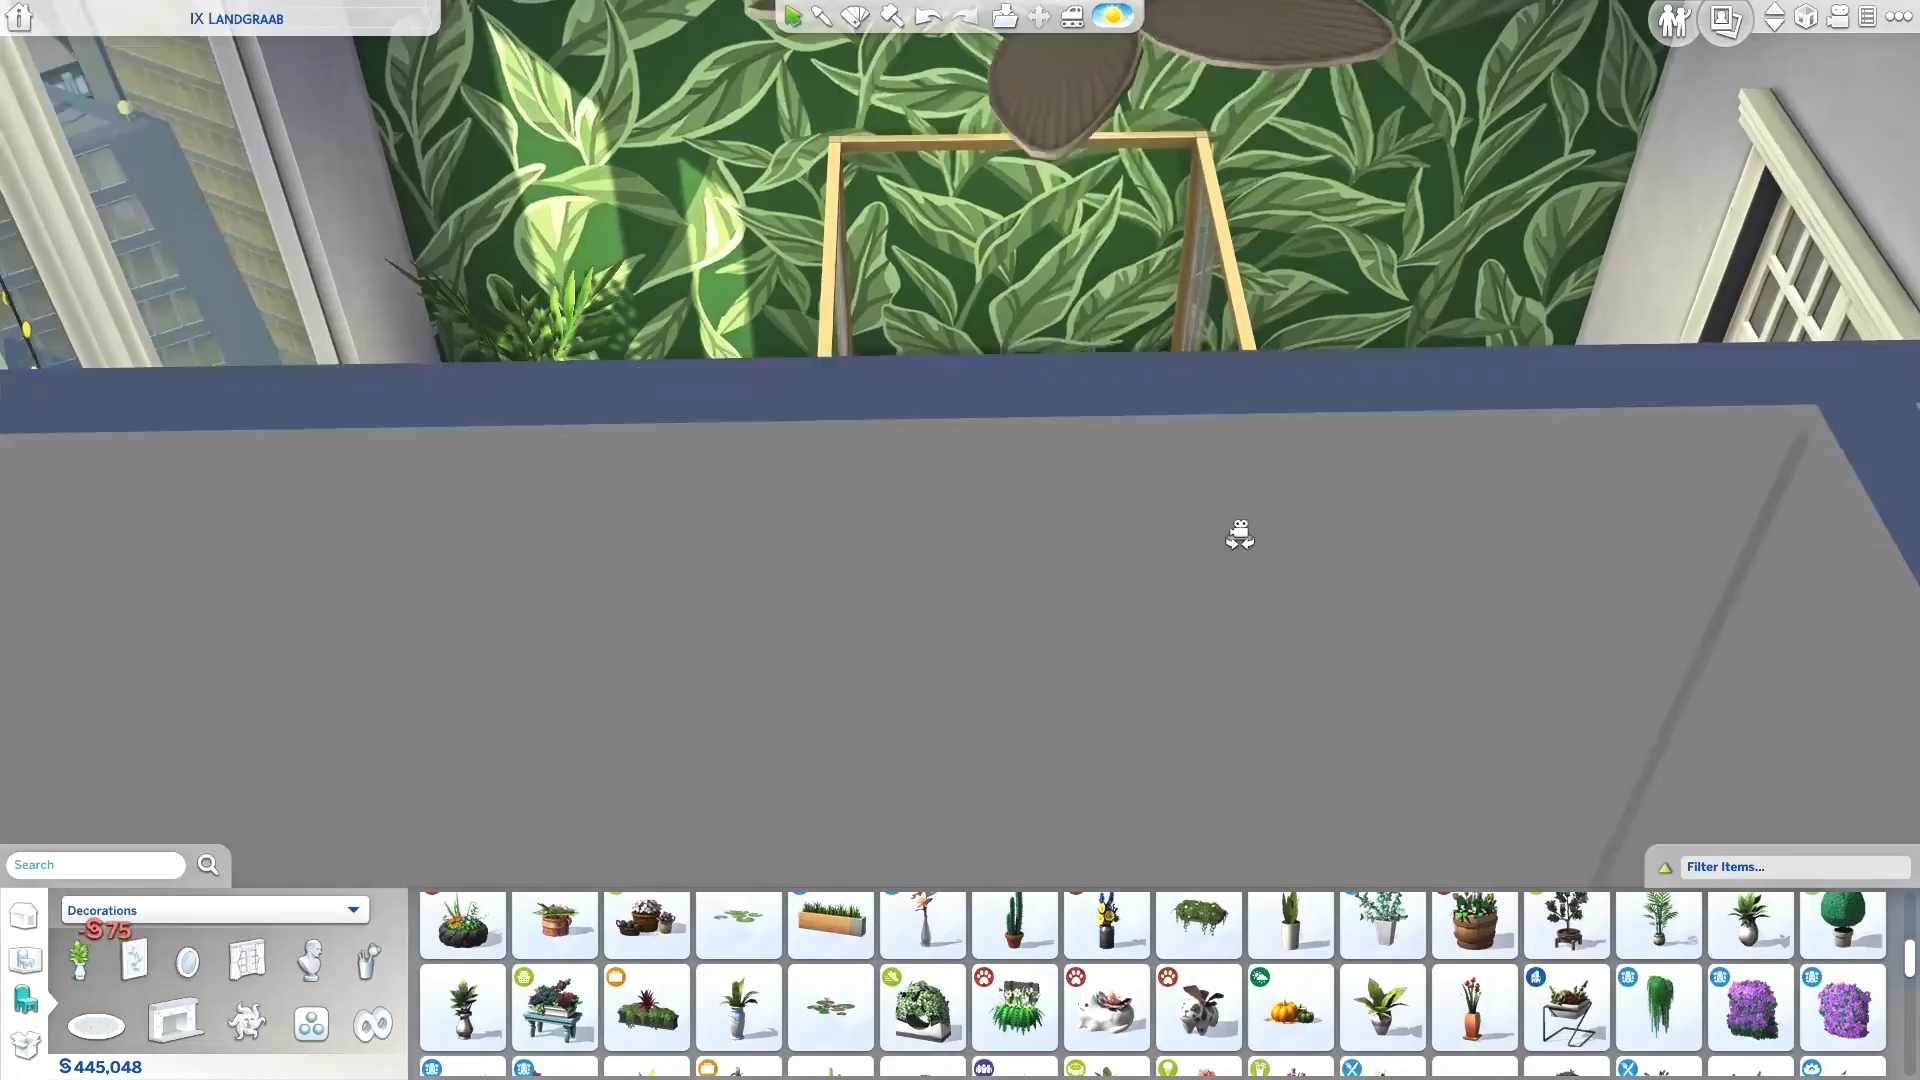 IX LANDGRAAB
Search
Filter Items...
Decorations
-§75
§445,048